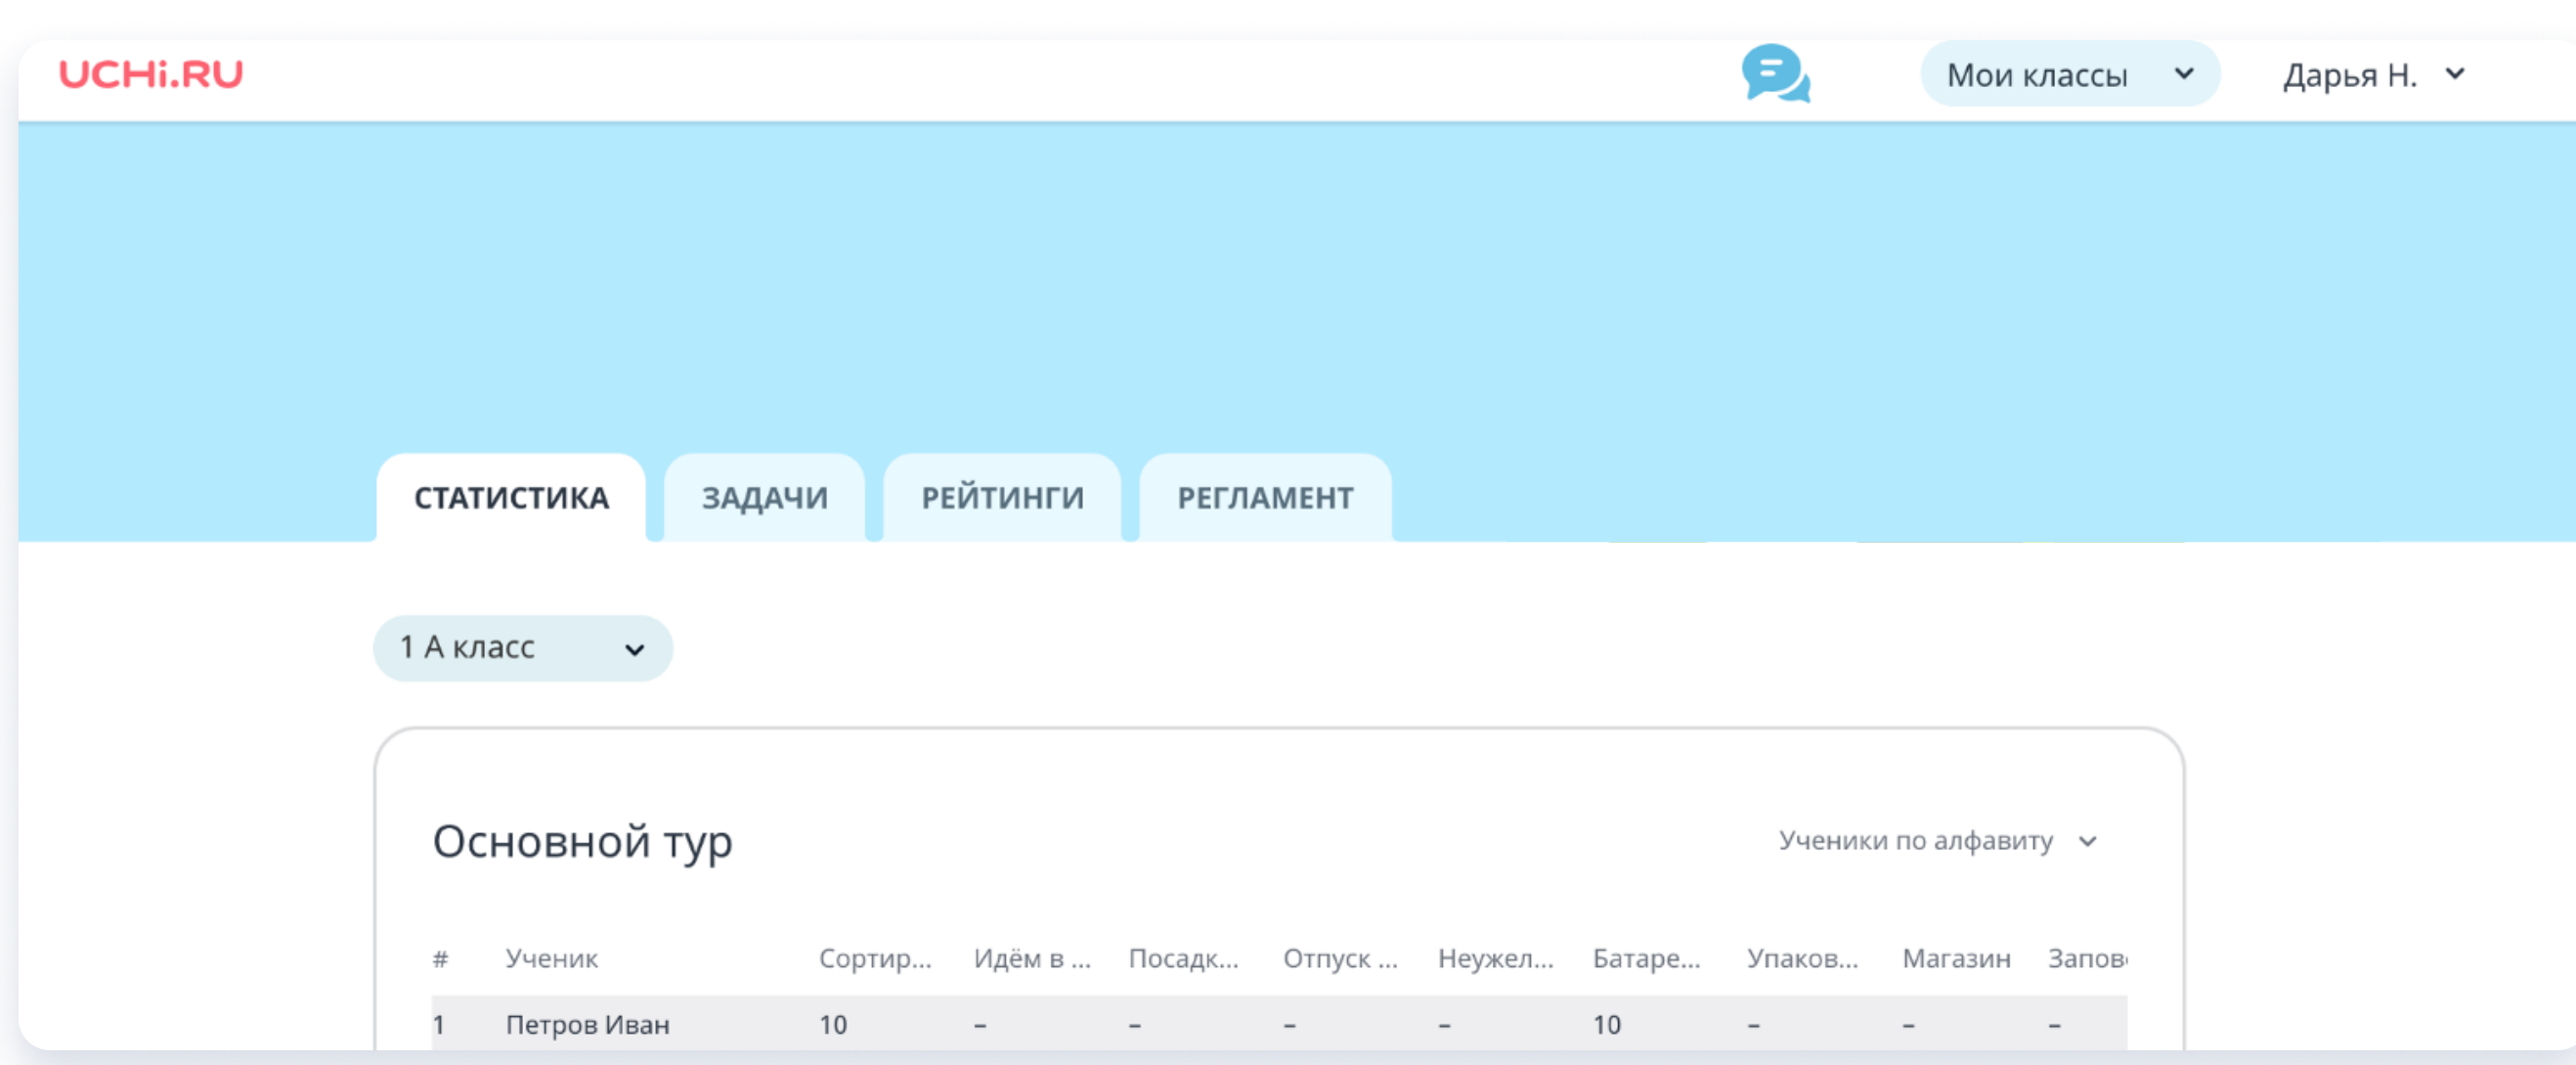 UCHi.RU Мои классы Дарья Н.
СТАТИСТИКА ЗАДАЧИ РЕЙТИНГИ РЕГЛАМЕНТ
1 А класс
Основной тур Ученики по алфавиту
# Ученик Сортир... Идём в ... Посадк... Отпуск ... Неужел... Батаре... Упаков... Магазин Запов
1 Петров Иван 10 – – – – 10 – – –